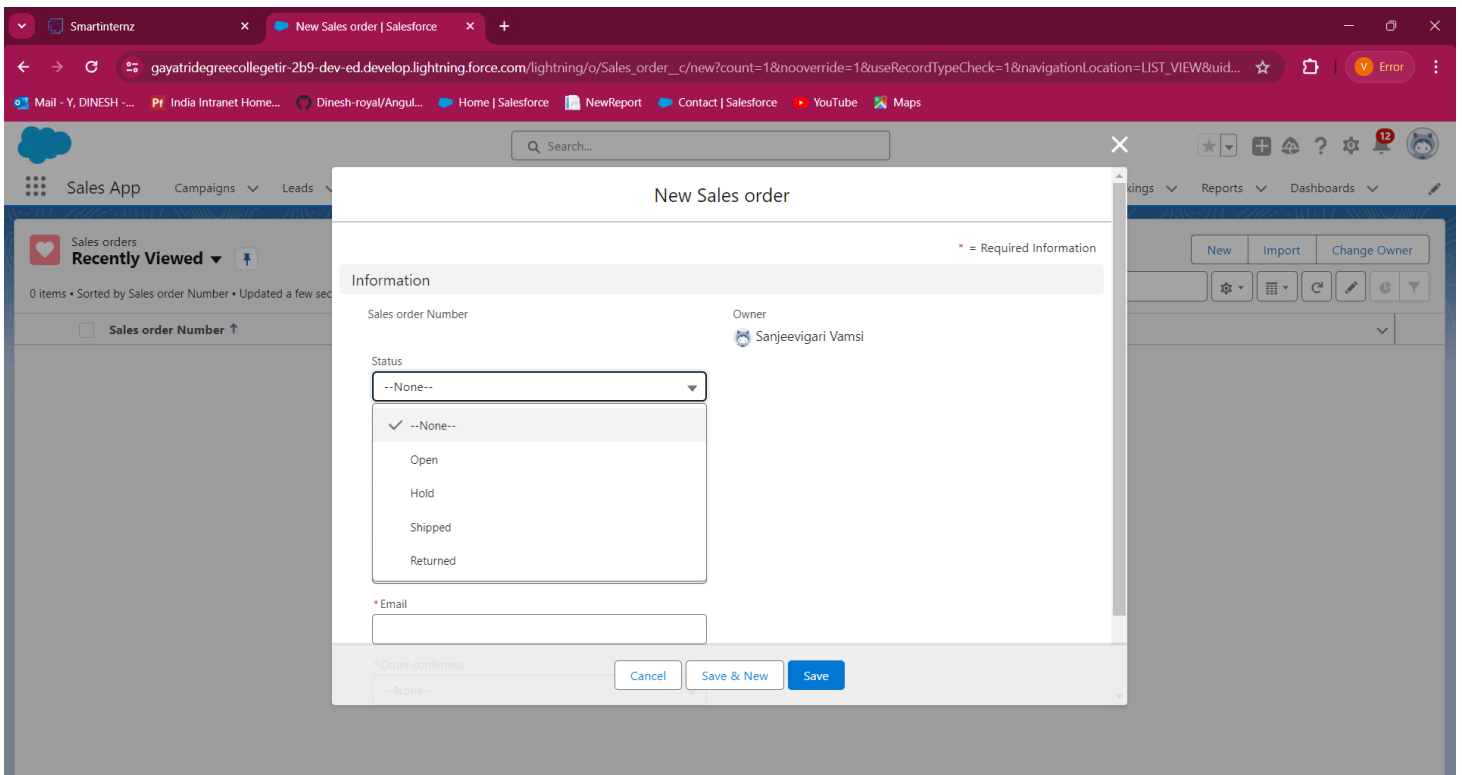 Smartinternz
New Sales order | Salesforce
gayatridegreecollegetir-2b9-dev-ed.develop.lightning.force.com/lightning/o/Sales_order__c/new?count=1&nooverride=1&useRecordTypeCheck=1&navigationLocation=LIST_VIEW&uid...
V Error
Mail - Y, DINESH -... India Intranet Home... Dinesh-royal/Angul... Home | Salesforce NewReport Contact | Salesforce YouTube Maps
Search...
12
Sales App Campaigns Leads kings Reports Dashboards
New Sales order
Sales orders
Recently Viewed
New Import Change Owner
* = Required Information
Information
0 items • Sorted by Sales order Number • Updated a few sec
Sales order Number ↑
Sales order Number
Owner
Sanjeevigari Vamsi
Status
--None--
--None--
Open
Hold
Shipped
Returned
* Email
* Order confirmed
--None--
Cancel Save & New Save